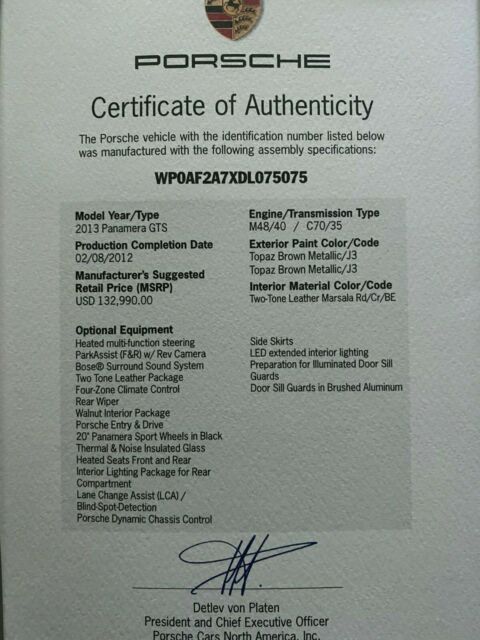 PORSCHE
Certificate of Authenticity
The Porsche vehicle with the identification number listed below
was manufactured with the following assembly specifications:
WP0AF2A7XDL075075
Model Year/Type
2013 Panamera GTS
Production Completion Date
02/08/2012
Manufacturer's Suggested
Retail Price (MSRP)
USD 132,990.00
Engine/Transmission Type
M48/40 / C70/35
Exterior Paint Color/Code
Topaz Brown Metallic/J3
Topaz Brown Metallic/J3
Interior Material Color/Code
Two-Tone Leather Marsala Rd/Cr/BE
Optional Equipment
Heated multi-function steering
ParkAssist (F&R) w/ Rev Camera
Bose® Surround Sound System
Two Tone Leather Package
Four-Zone Climate Control
Rear Wiper
Walnut Interior Package
Porsche Entry & Drive
20" Panamera Sport Wheels in Black
Thermal & Noise Insulated Glass
Heated Seats Front and Rear
Interior Lighting Package for Rear
Compartment
Lane Change Assist (LCA) /
Blind-Spot-Detection
Porsche Dynamic Chassis Control
Side Skirts
LED extended interior lighting
Preparation for Illuminated Door Sill
Guards
Door Sill Guards in Brushed Aluminum
Detlev von Platen
President and Chief Executive Officer
Porsche Cars North America, Inc.